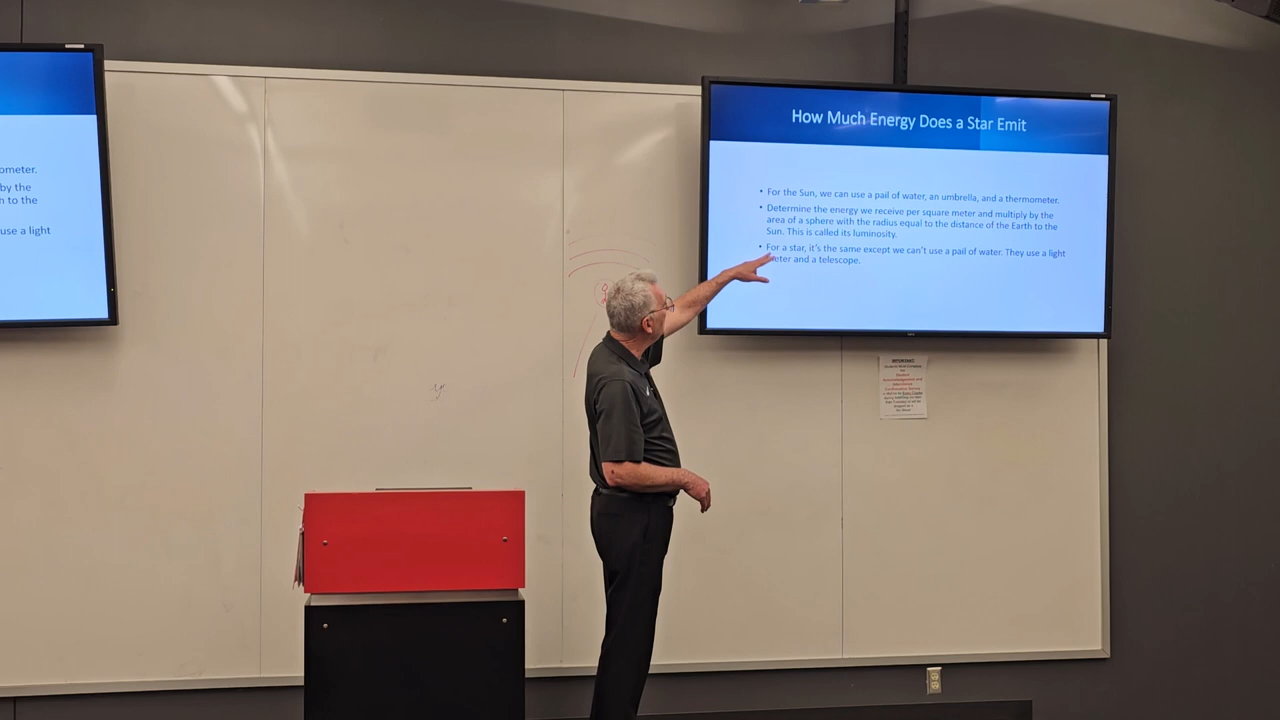 ometer.
by the
h to the
use a light
How Much Energy Does a Star Emit
• For the Sun, we can use a pail of water, an umbrella, and a thermometer.
• Determine the energy we receive per square meter and multiply by the
area of a sphere with the radius equal to the distance of the Earth to the
Sun. This is called its luminosity.
• For a star, it's the same except we can't use a pail of water. They use a light
eter and a telescope.
IMPORTANT: